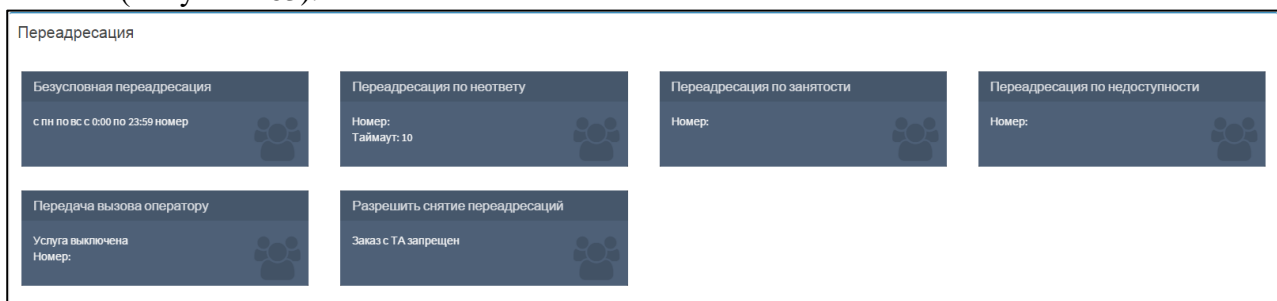 Переадресация
Безусловная переадресация
с пн по вс с 0:00 по 23:59 номер
Переадресация по неответу
Номер:
Таймаут: 10
Переадресация по занятости
Номер:
Переадресация по недоступности
Номер:
Передача вызова оператору
Услуга выключена
Номер:
Разрешить снятие переадресаций
Заказ с ТА запрещен